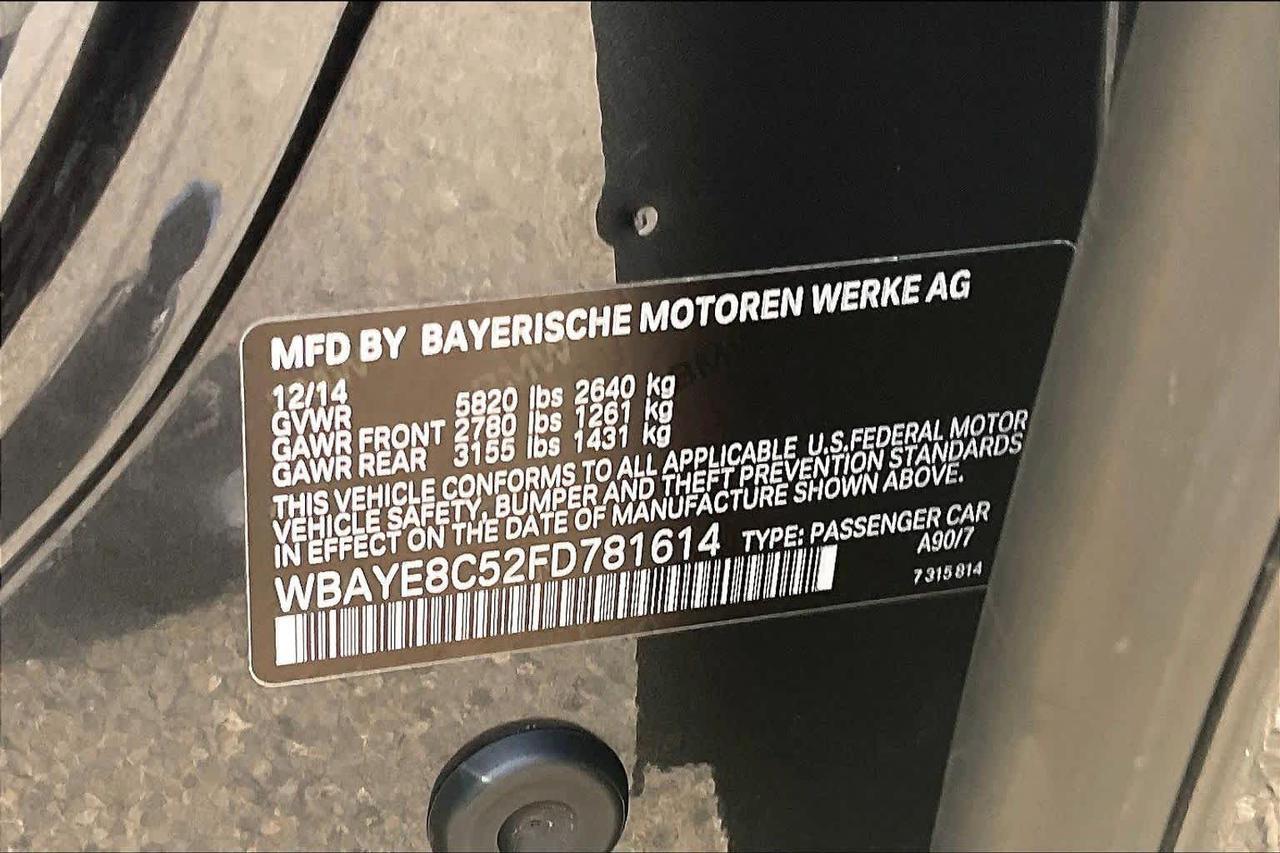 MFD BY BAYERISCHE MOTOREN WERKE AG
12/14
GVWR 5820 lbs 2640 kg
GAWR FRONT 2780 lbs 1261 kg
GAWR REAR 3155 lbs 1431 kg
THIS VEHICLE CONFORMS TO ALL APPLICABLE U.S.FEDERAL MOTOR
VEHICLE SAFETY, BUMPER AND THEFT PREVENTION STANDARDS
IN EFFECT ON THE DATE OF MANUFACTURE SHOWN ABOVE.
WBAYE8C52FD781614 TYPE: PASSENGER CAR
A90/7
7315814